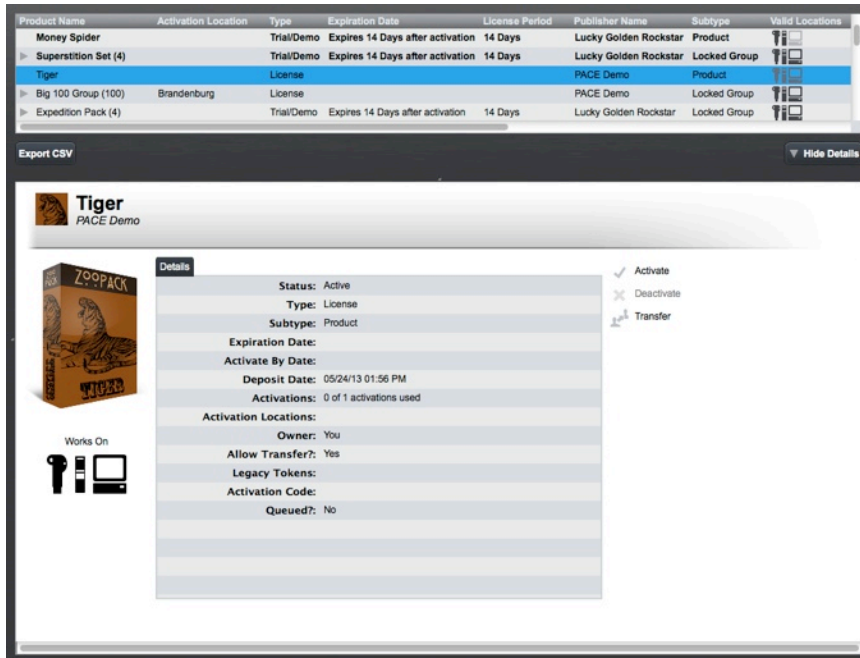 Product Name Activation Location Type Expiration Date License Period Publisher Name Subtype Valid Locations
Money Spider Trial/Demo Expires 14 Days after activation 14 Days Lucky Golden Rockstar Product
Superstition Set (4) Trial/Demo Expires 14 Days after activation 14 Days Lucky Golden Rockstar Locked Group
Tiger License PACE Demo Product
Big 100 Group (100) Brandenburg License PACE Demo Locked Group
Expedition Pack (4) Trial/Demo Expires 14 Days after activation 14 Days Lucky Golden Rockstar Locked Group
Export CSV Hide Details
Tiger
PACE Demo
ZOOPACK
TIGER
Works On
Details
Status: Active
Type: License
Subtype: Product
Expiration Date:
Activate By Date:
Deposit Date: 05/24/13 01:56 PM
Activations: 0 of 1 activations used
Activation Locations:
Owner: You
Allow Transfer?: Yes
Legacy Tokens:
Activation Code:
Queued?: No
Activate
Deactivate
Transfer